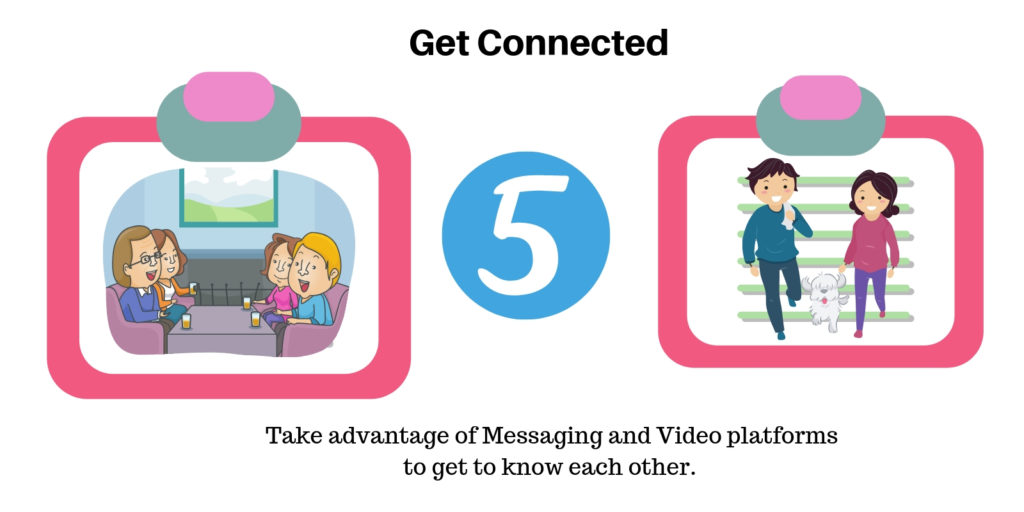 Get Connected
5
Take advantage of Messaging and Video platforms
to get to know each other.